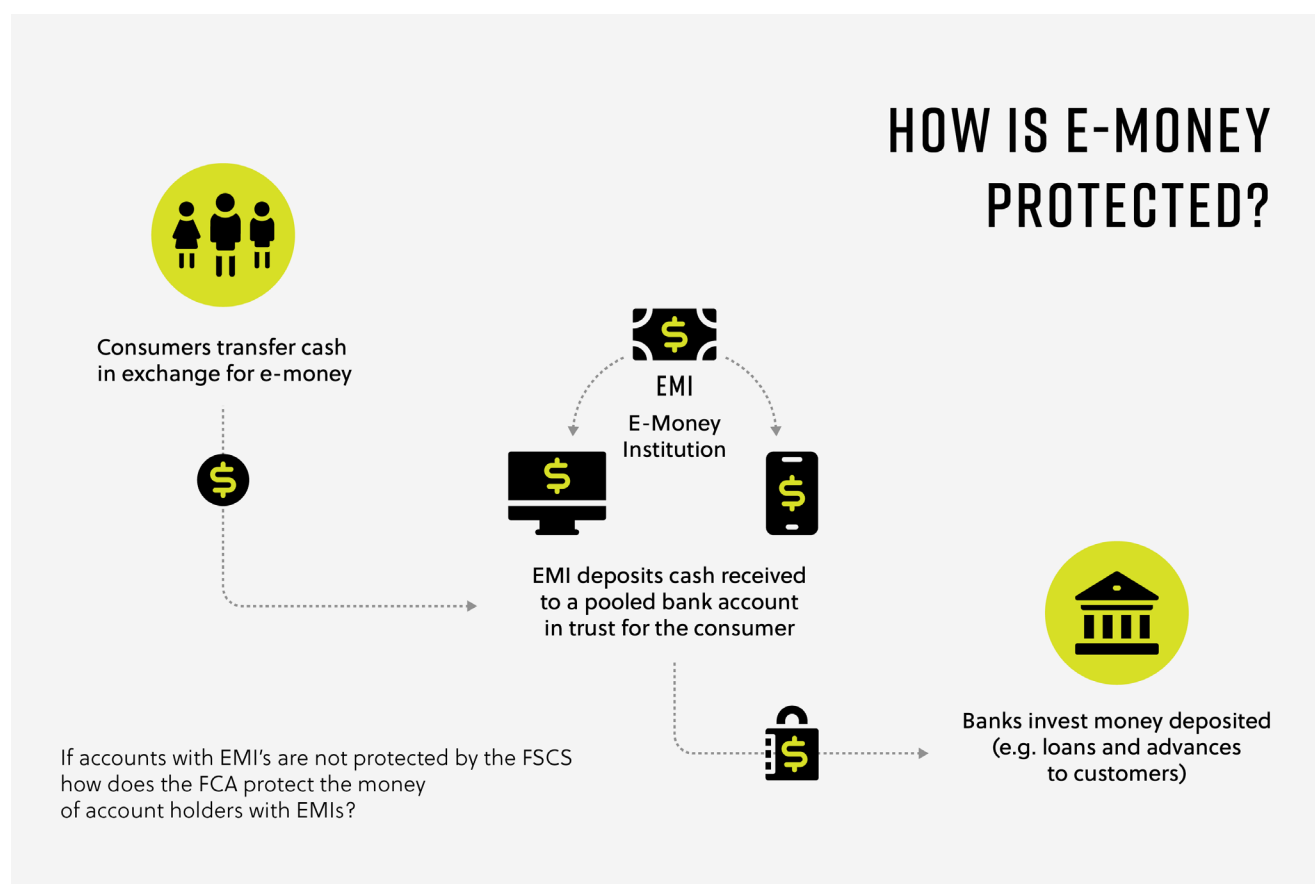 HOW IS E-MONEY
PROTECTED?
Consumers transfer cash
in exchange for e-money
$
$
EMI
E-Money
Institution
$
$
EMI deposits cash received
to a pooled bank account
in trust for the consumer
$
Banks invest money deposited
(e.g. loans and advances
to customers)
If accounts with EMI's are not protected by the FSCS
how does the FCA protect the money
of account holders with EMIs?